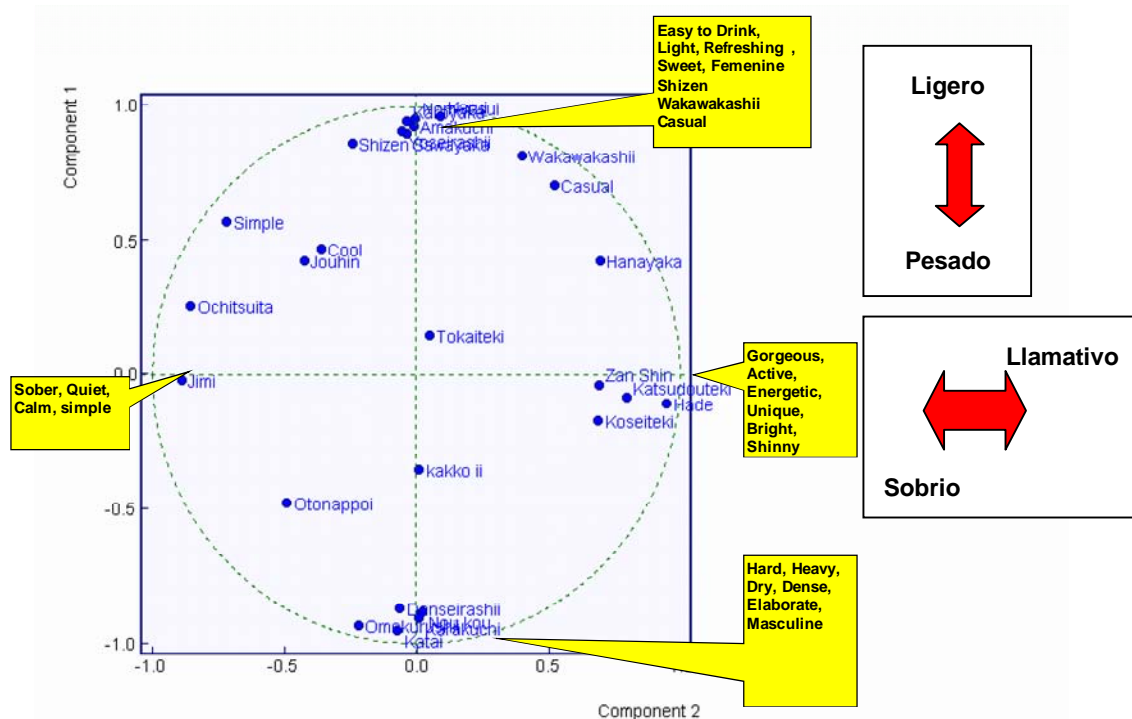 Easy to Drink,
Light, Refreshing ,
Sweet, Femenine
Shizen
Wakawakashii
Casual
Ligero
Pesado
Llamativo
Sobrio
Gorgeous,
Active,
Energetic,
Unique,
Bright,
Shinny
Sober, Quiet,
Calm, simple
Hard, Heavy,
Dry, Dense,
Elaborate,
Masculine
Component 1
1.0
0.5
0.0
-0.5
-1.0
Amakuchi
Shizen
Wakawakashii
Casual
Simple
Cool
Jouhin
Hanayaka
Ochitsuita
Tokaiteki
Jimi
Zan Shin
Katsudouteki
Hade
Koseiteki
kakko ii
Otonappoi
Danseirashii
Nou kou
Karakuchi
Katai
-1.0
-0.5
0.0
0.5
Component 2